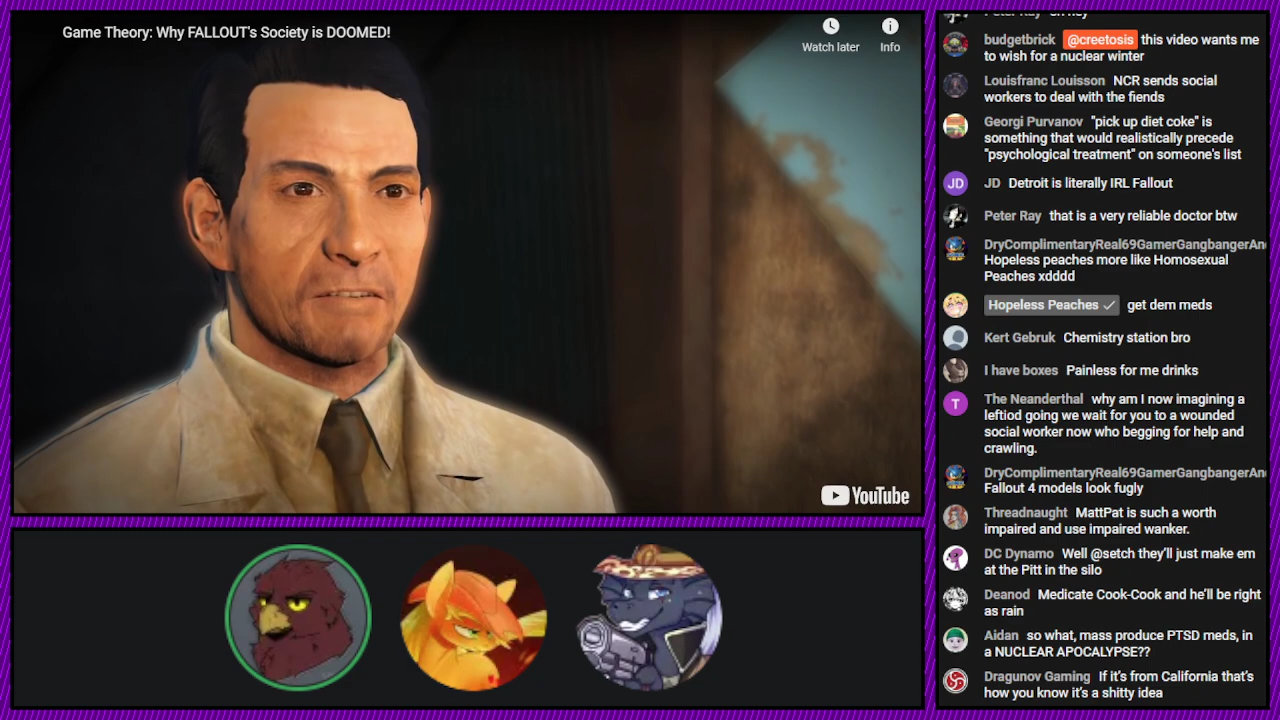 Game Theory: Why FALLOUT's Society is DOOMED!
Watch later
Info
YouTube
budgetbrick @creetosis this video wants me
to wish for a nuclear winter
Louisfranc Louisson NCR sends social
workers to deal with the fiends
Georgi Purvanov "pick up diet coke" is
something that would realistically precede
"psychological treatment" on someone's list
JD JD Detroit is literally IRL Fallout
Peter Ray that is a very reliable doctor btw
DryComplimentaryReal69GamerGangbangerAn
Hopeless peaches more like Homosexual
Peaches xdddd
Hopeless Peaches ✓ get dem meds
Kert Gebruk Chemistry station bro
I have boxes Painless for me drinks
T The Neanderthal why am I now imagining a
leftiod going we wait for you to a wounded
social worker now who begging for help and
crawling.
DryComplimentaryReal69GamerGangbangerAn
Fallout 4 models look fugly
Threadnaught MattPat is such a worth
impaired and use impaired wanker.
DC Dynamo Well @setch they'll just make em
at the Pitt in the silo
Deanod Medicate Cook-Cook and he'll be right
as rain
Aidan so what, mass produce PTSD meds, in
a NUCLEAR APOCALYPSE??
Dragunov Gaming If it's from California that's
how you know it's a shitty idea